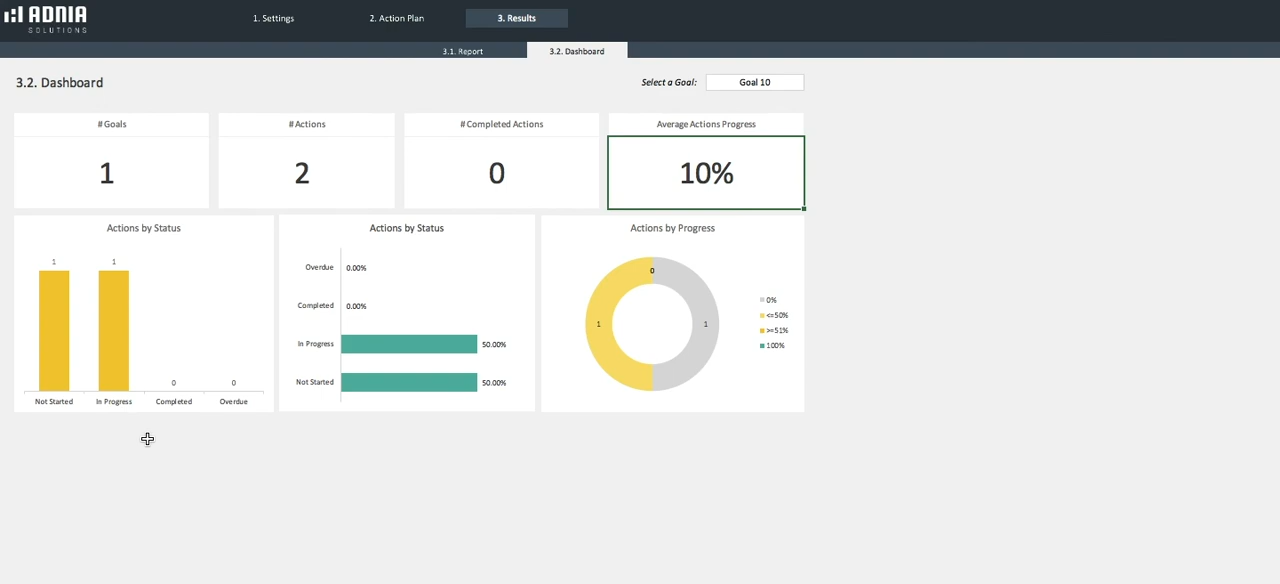 ADNIA
SOLUTIONS
1. Settings
2. Action Plan
3. Results
3.1. Report
3.2. Dashboard
3.2. Dashboard
Select a Goal:
Goal 10
# Goals
# Actions
# Completed Actions
Average Actions Progress
1
2
0
10%
Actions by Status
1
1
0
0
Not Started
In Progress
Completed
Overdue
Actions by Status
Overdue
0.00%
Completed
0.00%
In Progress
50.00%
Not Started
50.00%
Actions by Progress
0
1
1
0%
<=50%
>=51%
100%